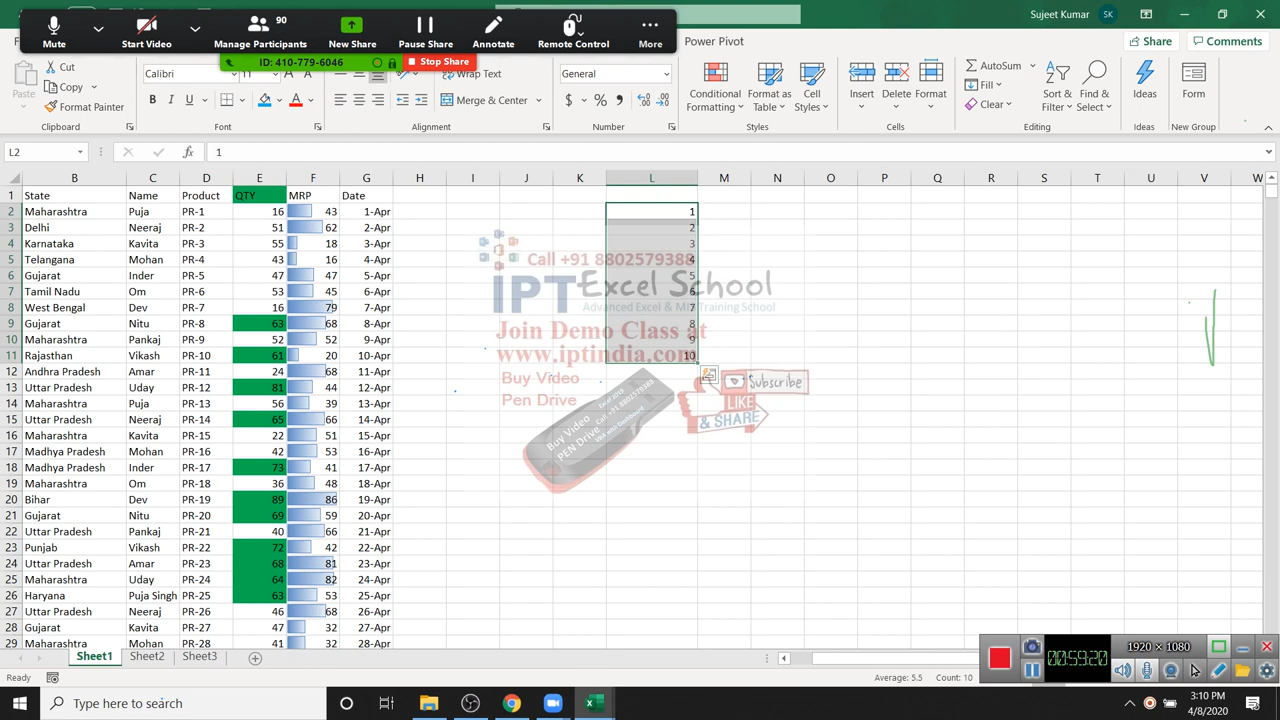 Sujeet Kumar SK
Mute Start Video Manage Participants 90 New Share Pause Share Annotate Remote Control More
Power Pivot Share Comments
ID: 410-779-6046 Stop Share
Paste Cut Copy Format Painter Calibri 11 B I U Wrap Text Merge & Center General $ % Conditional Formatting Format as Table Cell Styles Insert Delete Format AutoSum Fill Clear Sort & Filter Find & Select Ideas Form
Clipboard Font Alignment Number Styles Cells Editing Ideas New Group
L2 fx 1
B C D E F G H I J K L M N O P Q R S T U V W
1 State Name Product QTY MRP Date
2 Maharashtra Puja PR-1 16 43 1-Apr 1
3 Delhi Neeraj PR-2 51 62 2-Apr 2
4 Karnataka Kavita PR-3 55 18 3-Apr 3
5 Telangana Mohan PR-4 43 16 4-Apr 4
6 Gujarat Inder PR-5 47 47 5-Apr 5
7 Tamil Nadu Om PR-6 53 45 6-Apr 6
8 West Bengal Dev PR-7 16 79 7-Apr 7
9 Gujarat Nitu PR-8 63 68 8-Apr 8
10 Maharashtra Pankaj PR-9 52 52 9-Apr 9
11 Rajasthan Vikash PR-10 61 20 10-Apr 10
12 Andhra Pradesh Amar PR-11 24 68 11-Apr
13 Uttar Pradesh Uday PR-12 81 44 12-Apr
14 Maharashtra Puja PR-13 56 39 13-Apr
15 Uttar Pradesh Neeraj PR-14 65 66 14-Apr
16 Maharashtra Kavita PR-15 22 51 15-Apr
17 Madhya Pradesh Mohan PR-16 42 53 16-Apr
18 Madhya Pradesh Inder PR-17 73 41 17-Apr
19 Maharashtra Om PR-18 36 48 18-Apr
20 Bihar Dev PR-19 89 86 19-Apr
21 Gujarat Nitu PR-20 69 59 20-Apr
22 Uttar Pradesh Pankaj PR-21 40 66 21-Apr
23 Punjab Vikash PR-22 72 42 22-Apr
24 Uttar Pradesh Amar PR-23 68 81 23-Apr
25 Maharashtra Uday PR-24 64 82 24-Apr
26 Haryana Puja Singh PR-25 63 53 25-Apr
27 Uttar Pradesh Neeraj PR-26 46 68 26-Apr
28 Gujarat Kavita PR-27 47 32 27-Apr
29 Maharashtra Mohan PR-28 41 32 28-Apr
Call +91 8802579388
IPT Excel School
Advanced Excel & MIS Training School
Join Demo Class at
www.iptindia.com
Buy Video
Pen Drive
Buy Video
PEN Drive
Call +91 8802579388
Subscribe
LIKE
& SHARE
Sheet1 Sheet2 Sheet3
00:59:20 1920 × 1080
Ready Average: 5.5 Count: 10
Type here to search
3:10 PM
4/8/2020